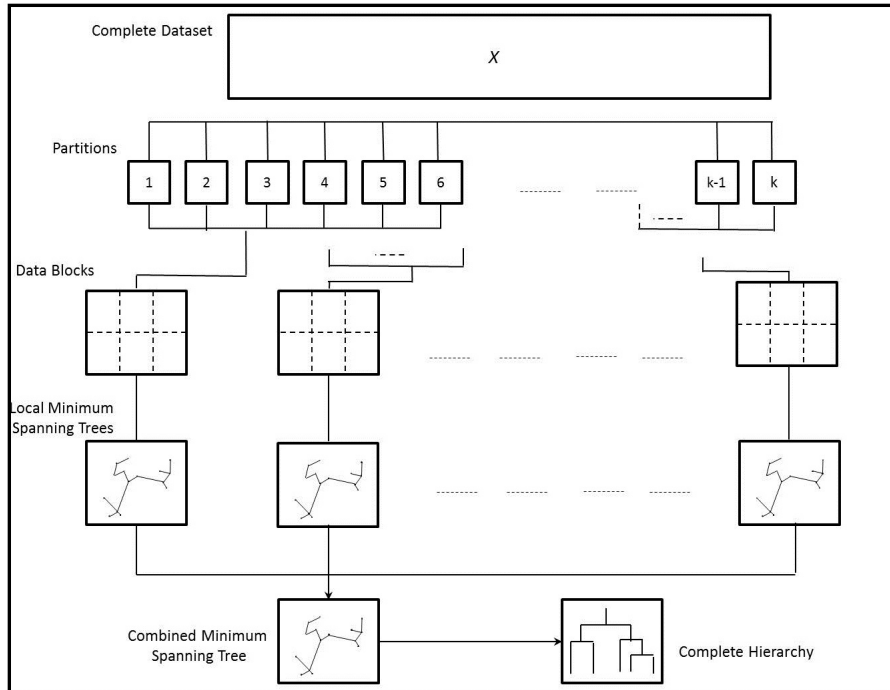 Complete Dataset
X
Partitions
1 2 3 4 5 6 k-1 k
Data Blocks
Local Minimum
Spanning Trees
Combined Minimum
Spanning Tree
Complete Hierarchy